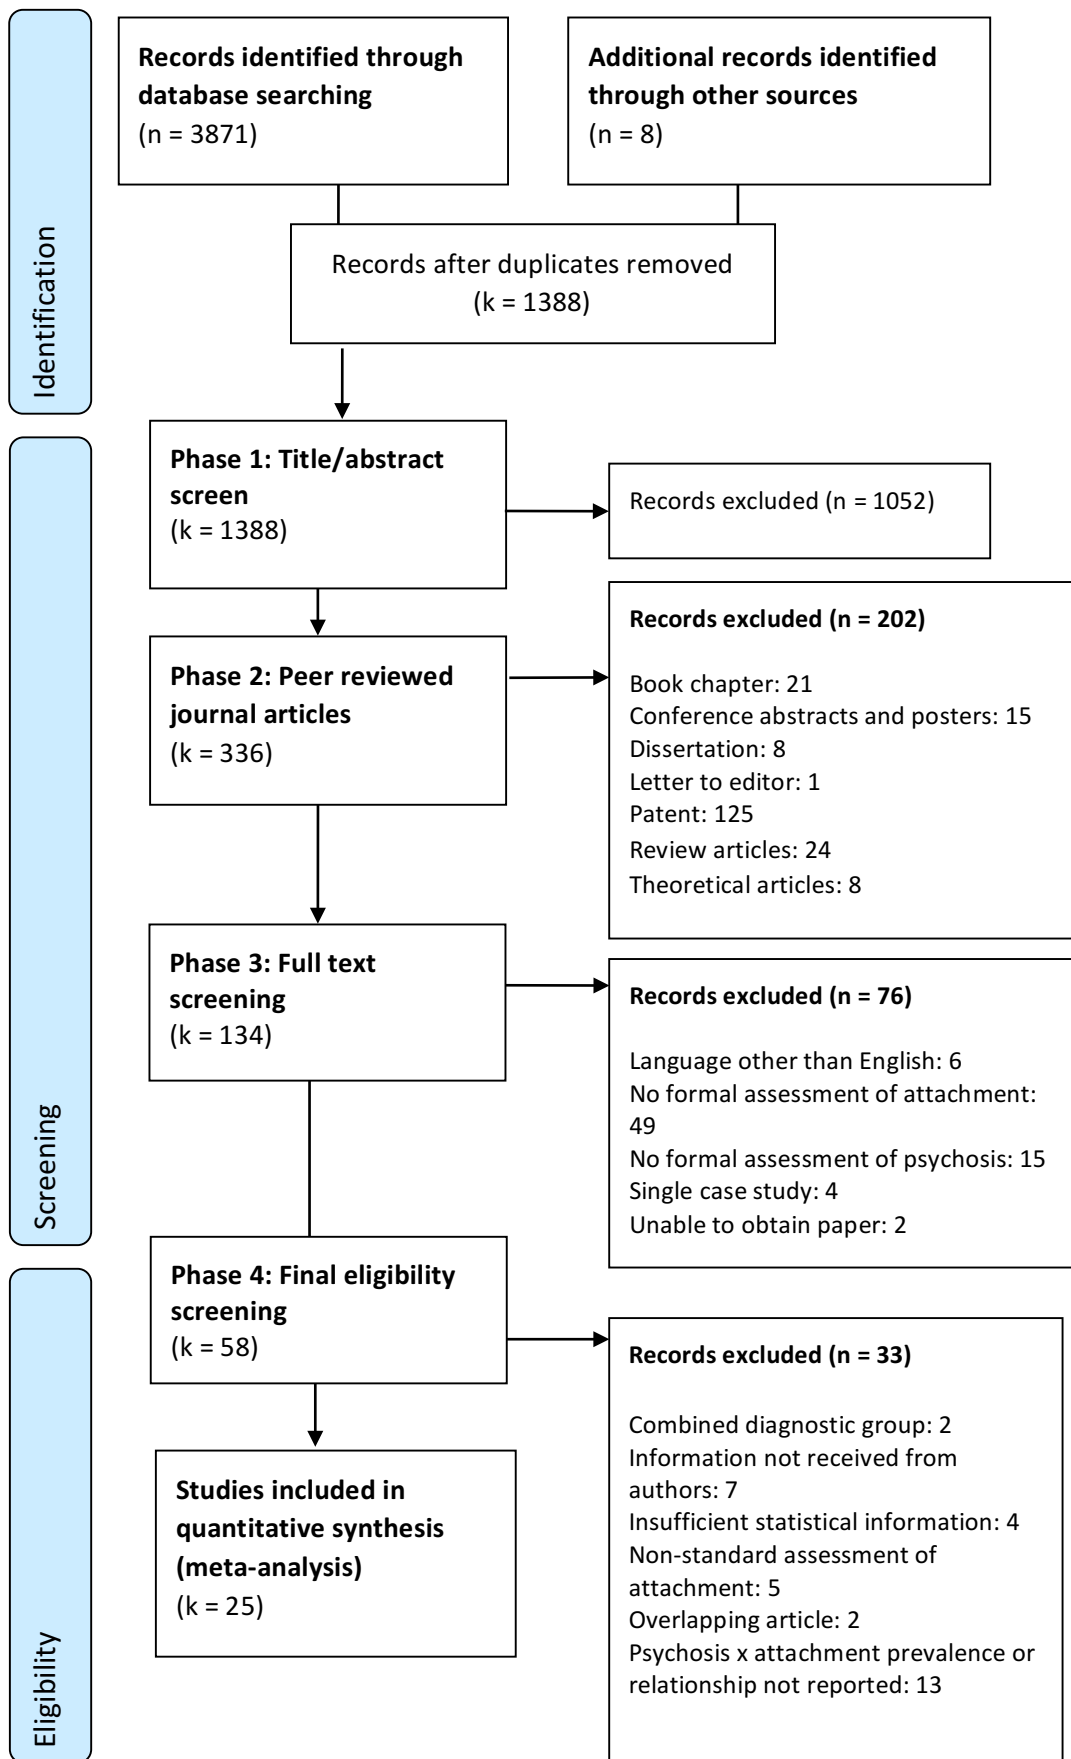 Records identified through
database searching
(n = 3871)
Additional records identified
through other sources
(n = 8)
Records after duplicates removed
(k = 1388)
Identification
Phase 1: Title/abstract
screen
(k = 1388)
Records excluded (n = 1052)
Phase 2: Peer reviewed
journal articles
(k = 336)
Records excluded (n = 202)
Book chapter: 21
Conference abstracts and posters: 15
Dissertation: 8
Letter to editor: 1
Patent: 125
Review articles: 24
Theoretical articles: 8
Phase 3: Full text
screening
(k = 134)
Records excluded (n = 76)
Language other than English: 6
No formal assessment of attachment:
49
No formal assessment of psychosis: 15
Single case study: 4
Unable to obtain paper: 2
Screening
Phase 4: Final eligibility
screening
(k = 58)
Records excluded (n = 33)
Combined diagnostic group: 2
Information not received from
authors: 7
Insufficient statistical information: 4
Non-standard assessment of
attachment: 5
Overlapping article: 2
Psychosis x attachment prevalence or
relationship not reported: 13
Studies included in
quantitative synthesis
(meta-analysis)
(k = 25)
Eligibility